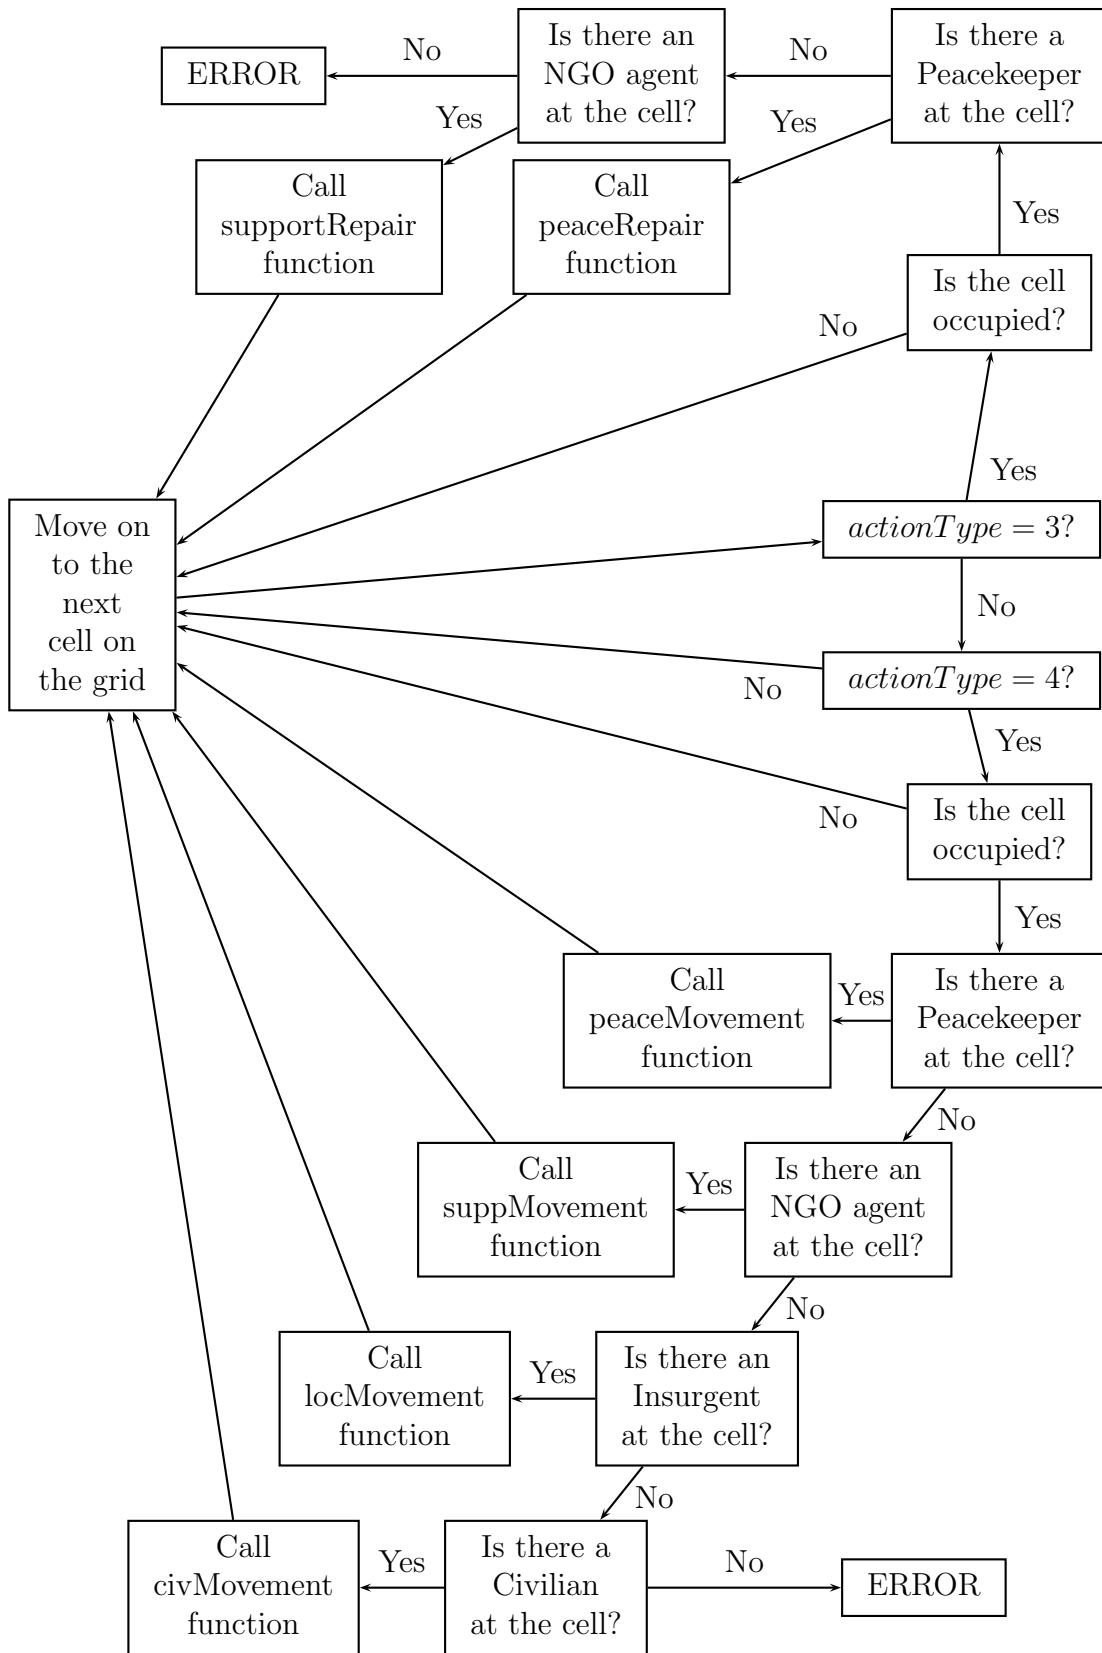 No
Is there an
NGO agent
at the cell?
No
Is there a
Peacekeeper
at the cell?
ERROR
Yes
Yes
Call
supportRepair
function
Call
peaceRepair
function
Yes
Is the cell
occupied?
No
Yes
Move on
to the
next
cell on
the grid
actionType = 3?
No
actionType = 4?
No
Yes
Is the cell
occupied?
No
Yes
Call
peaceMovement
function
Yes
Is there a
Peacekeeper
at the cell?
No
Call
suppMovement
function
Yes
Is there an
NGO agent
at the cell?
No
Call
locMovement
function
Yes
Is there an
Insurgent
at the cell?
No
Call
civMovement
function
Yes
Is there a
Civilian
at the cell?
No
ERROR